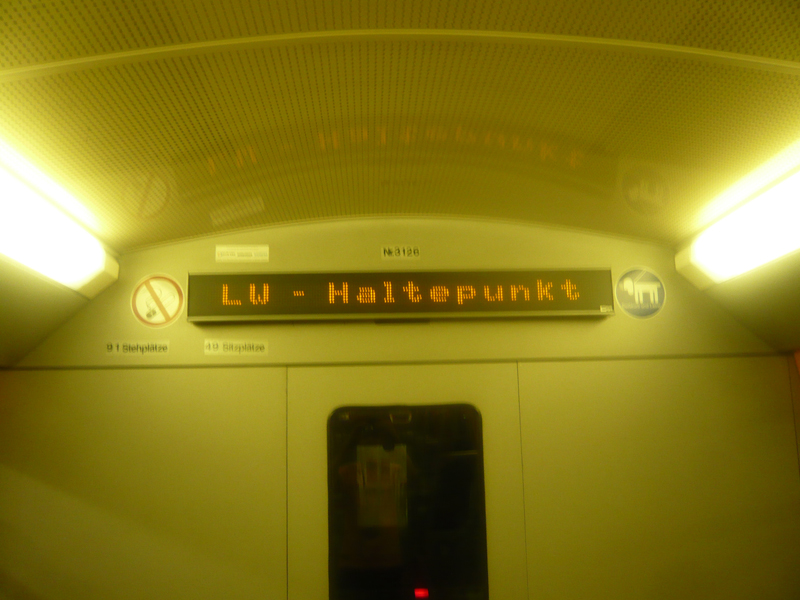 №3126
LW - Haltepunkt
91 Stehplätze
49 Sitzplätze